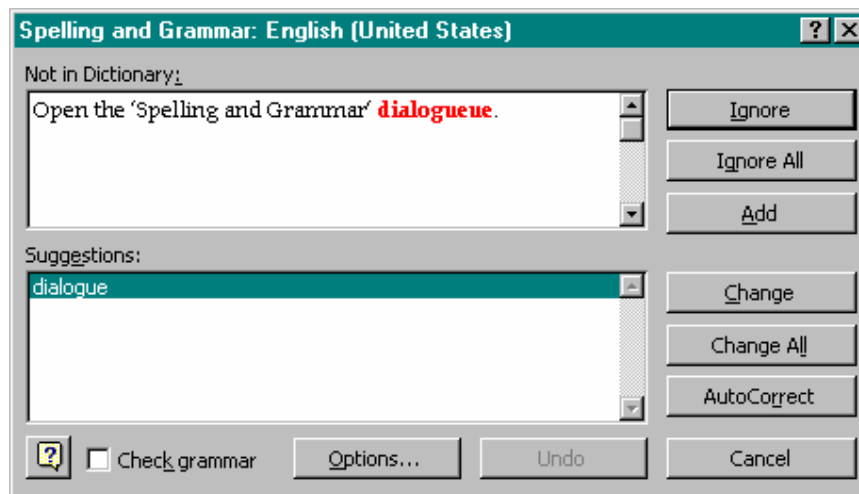 Spelling and Grammar: English (United States)
Not in Dictionary:
Open the ‘Spelling and Grammar’ dialogueue.
Ignore
Ignore All
Add
Suggestions:
dialogue
Change
Change All
AutoCorrect
Check grammar
Options...
Undo
Cancel